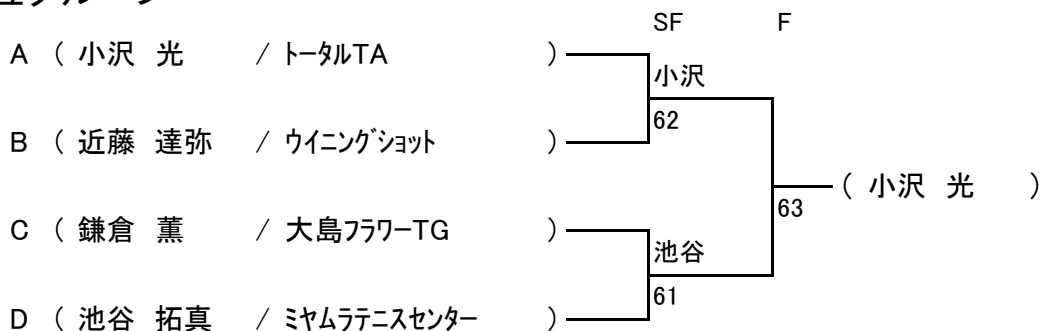 SF F
A ( 小沢 光 / トータルTA )
小沢
62
B ( 近藤 達弥 / ウイニングショット )
( 小沢 光 )
63
C ( 鎌倉 薫 / 大島フラワーTG )
池谷
61
D ( 池谷 拓真 / ミヤムラテニスセンター )